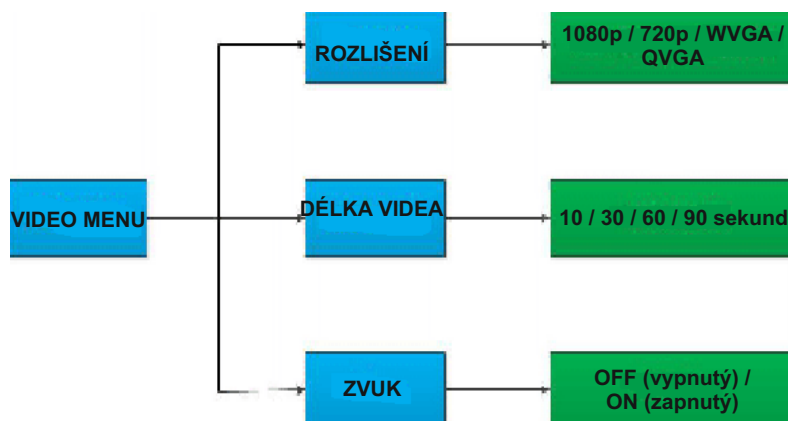 ROZLIŠENÍ
1080p / 720p / WVGA /
QVGA
VIDEO MENU
DÉLKA VIDEA
10 / 30 / 60 / 90 sekund
ZVUK
OFF (vypnutý) /
ON (zapnutý)